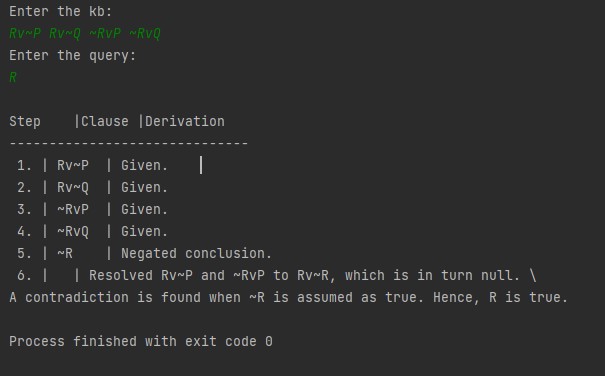 Enter the kb:
Rv~P Rv~Q ~RvP ~RvQ
Enter the query:
R
Step    |Clause |Derivation
------------------------------
1. | Rv~P  | Given.
2. | Rv~Q  | Given.
3. | ~RvP  | Given.
4. | ~RvQ  | Given.
5. | ~R    | Negated conclusion.
6. |   | Resolved Rv~P and ~RvP to Rv~R, which is in turn null. \
A contradiction is found when ~R is assumed as true. Hence, R is true.
Process finished with exit code 0